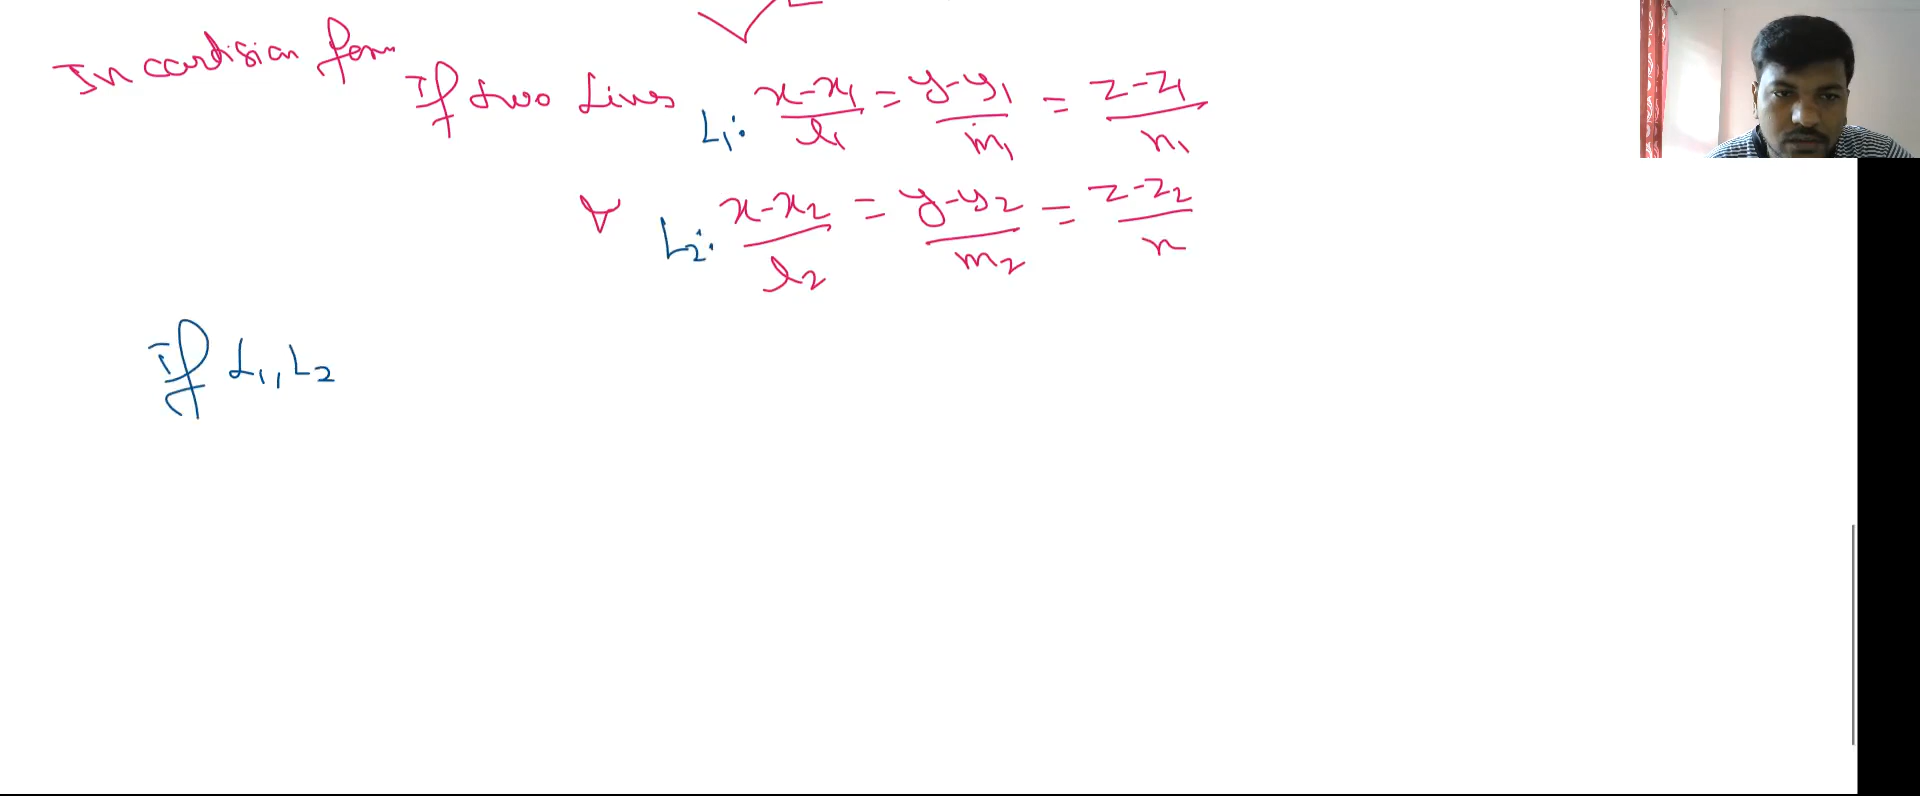 In cartisian form If two Lines L₁: (x-x₁)/l₁ = (y-y₁)/m₁ = (z-z₁)/n₁
∀ L₂: (x-x₂)/l₂ = (y-y₂)/m₂ = (z-z₂)/n
If L₁, L₂